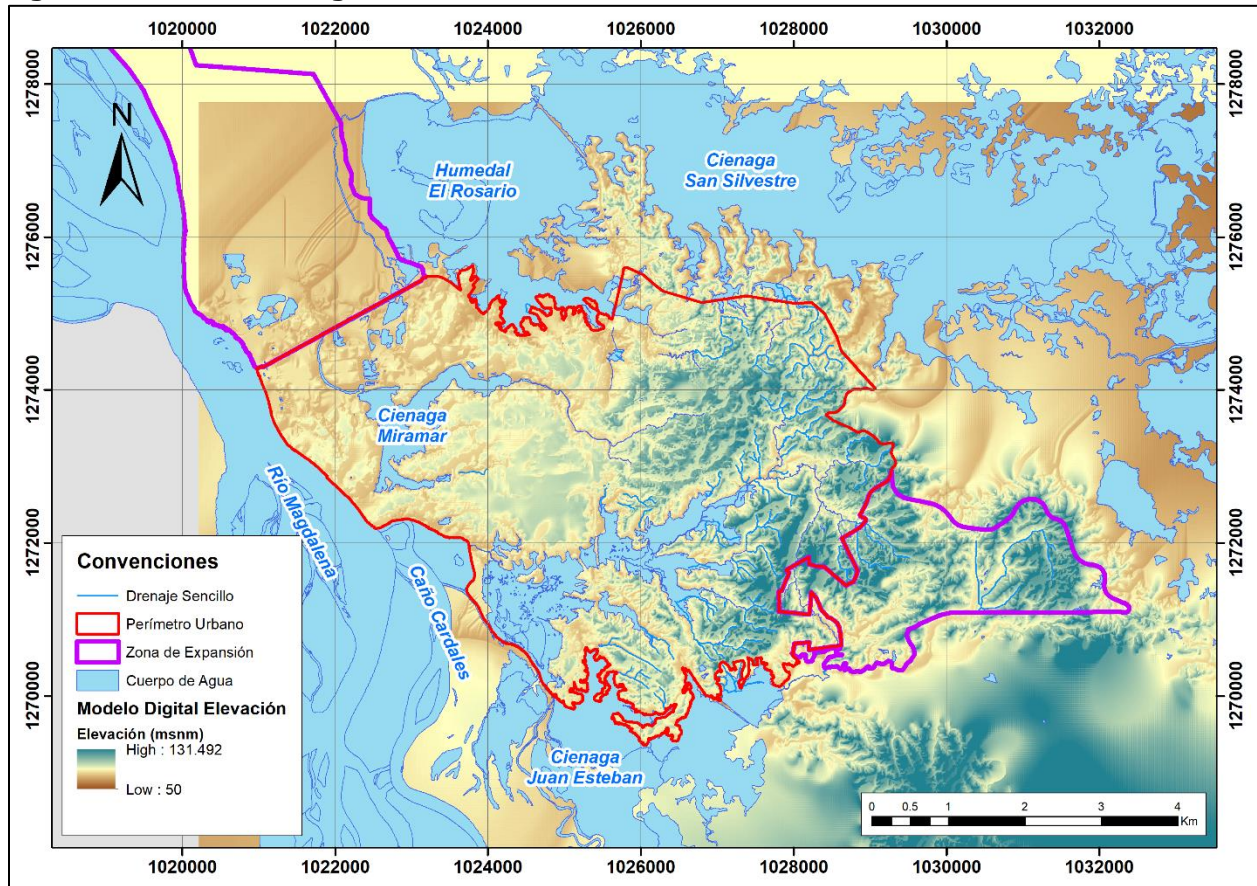 1020000 1022000 1024000 1026000 1028000 1030000 1032000
1278000 1278000
N
Humedal
El Rosario
Cienaga
San Silvestre
1276000 1276000
1274000 1274000
Cienaga
Miramar
Río Magdalena
1272000 1272000
Caño Cardales
Convenciones
Drenaje Sencillo
Perímetro Urbano
Zona de Expansión
Cuerpo de Agua
Modelo Digital Elevación
Elevación (msnm)
High : 131.492
Low : 50
1270000 1270000
Cienaga
Juan Esteban
0 0.5 1 2 3 4
Km
1020000 1022000 1024000 1026000 1028000 1030000 1032000